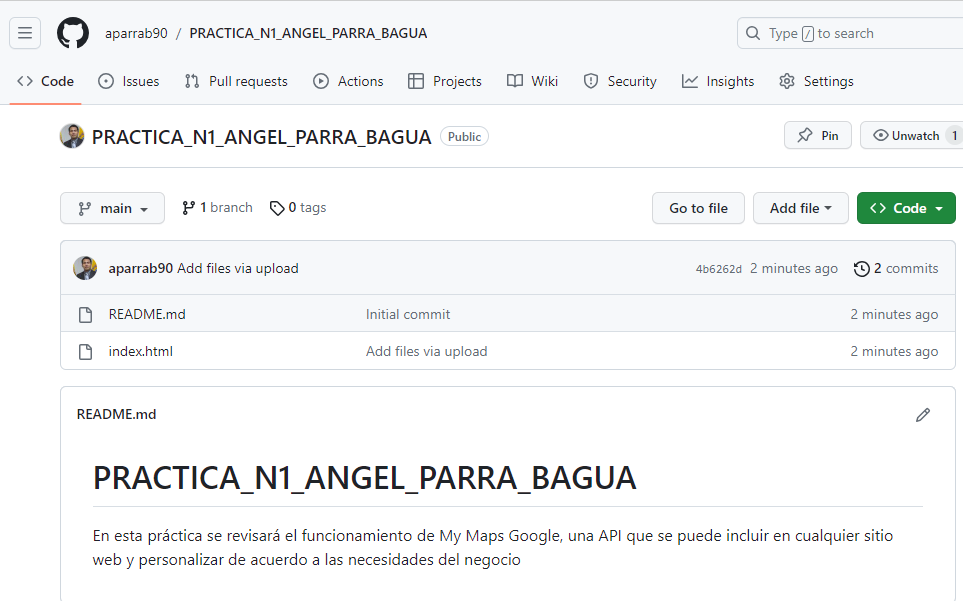 aparrab90 / PRACTICA_N1_ANGEL_PARRA_BAGUA Type / to search
Code Issues Pull requests Actions Projects Wiki Security Insights Settings
PRACTICA_N1_ANGEL_PARRA_BAGUA Public Pin Unwatch 1
main 1 branch 0 tags Go to file Add file Code
aparrab90 Add files via upload 4b6262d 2 minutes ago 2 commits
README.md Initial commit 2 minutes ago
index.html Add files via upload 2 minutes ago
README.md
PRACTICA_N1_ANGEL_PARRA_BAGUA
En esta práctica se revisará el funcionamiento de My Maps Google, una API que se puede incluir en cualquier sitio
web y personalizar de acuerdo a las necesidades del negocio